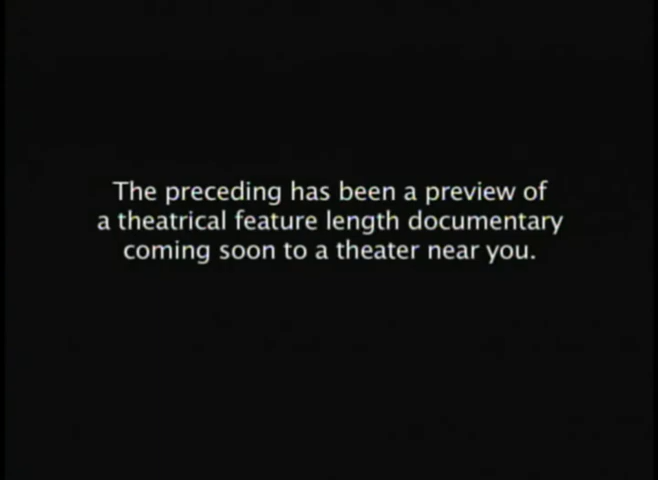 The preceding has been a preview of
a theatrical feature length documentary
coming soon to a theater near you.